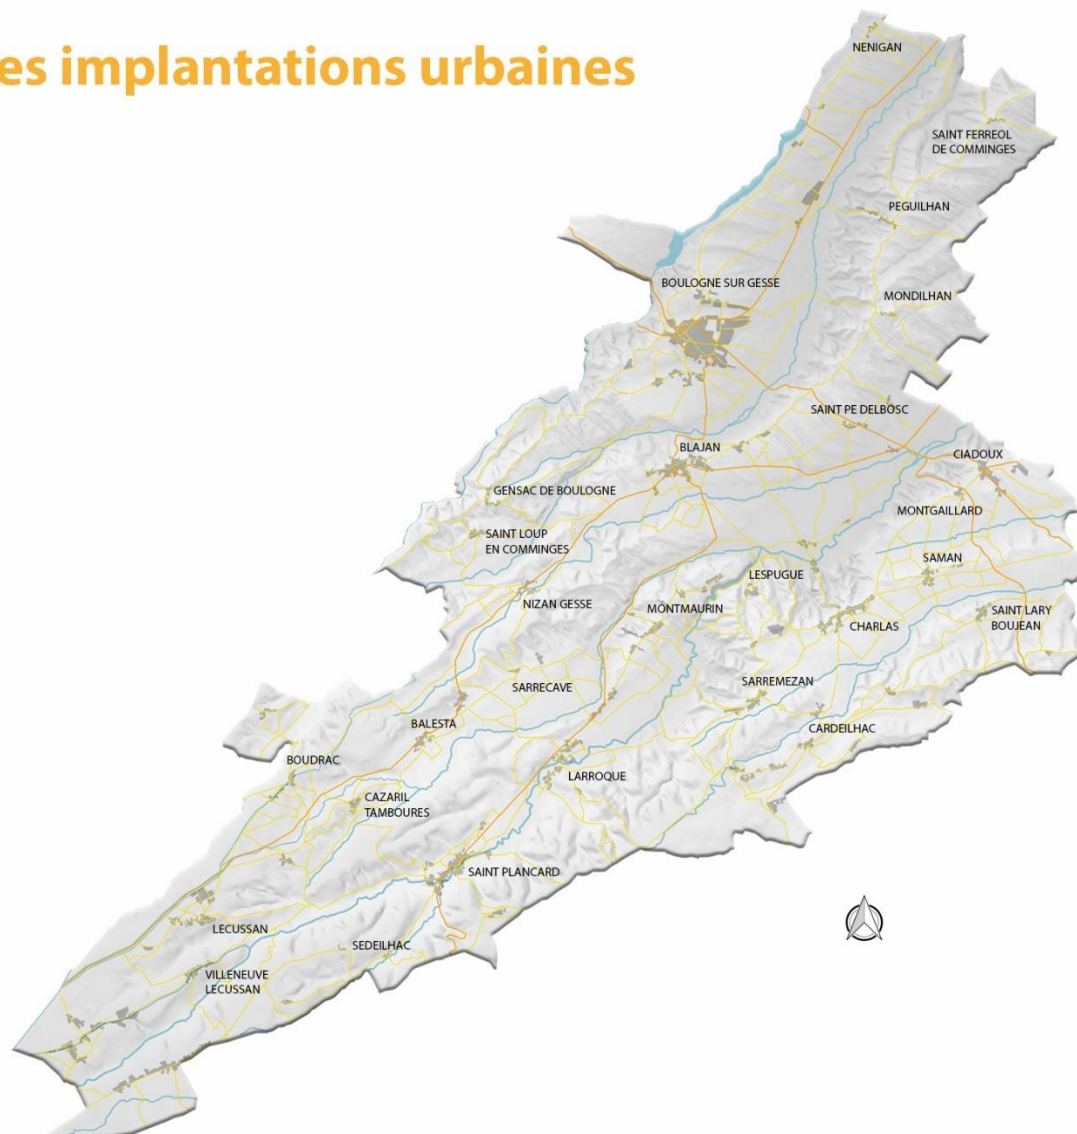 es implantations urbaines
NENIGAN
SAINT FERREOL
DE COMMINGES
PEGUILHAN
BOULOGNE SUR GESSE
MONDILHAN
SAINT PE DELBOSC
BLAJAN
CIADOUX
GENSAC DE BOULOGNE
MONTGAILLARD
SAINT LOUP
EN COMMINGES
SAMAN
LESPUGUE
NIZAN GESSE
MONTMAURIN
SAINT LARY
BOUJEAN
CHARLAS
SARREMEZAN
SARRECAVE
BALESTA
CARDEILHAC
BOUDRAC
LARROQUE
CAZARIL
TAMBOURES
SAINT PLANCARD
LECUSSAN
SEDEILHAC
VILLENEUVE
LECUSSAN